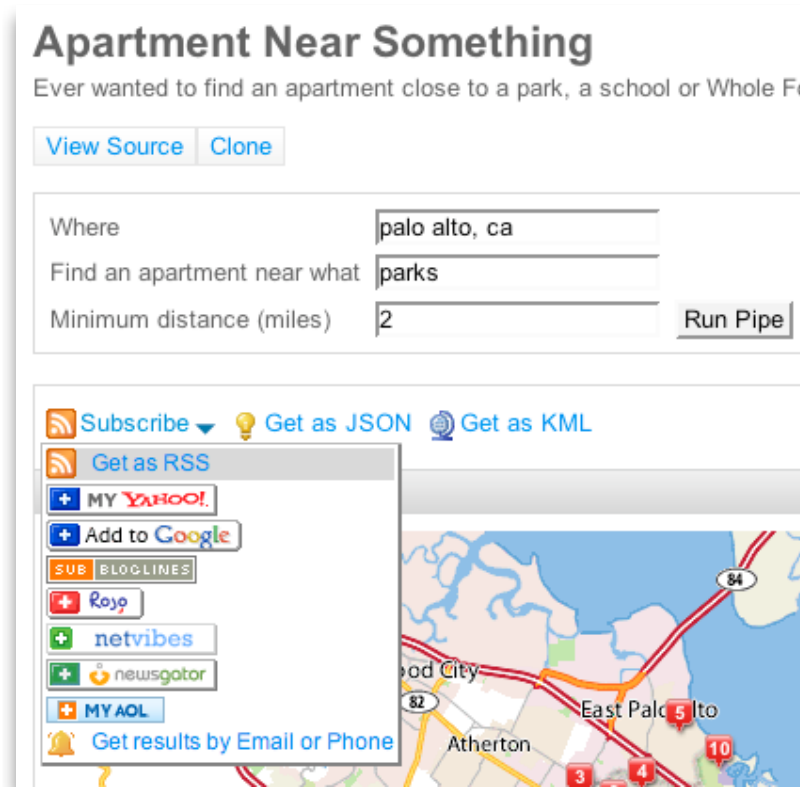 Apartment Near Something
Ever wanted to find an apartment close to a park, a school or Whole
View Source Clone
Where palo alto, ca
Find an apartment near what parks
Minimum distance (miles) 2 Run Pipe
Subscribe Get as JSON Get as KML
Get as RSS
MY YAHOO!
Add to Google
SUB BLOGLINES
Rojo
netvibes
newsgator
MY AOL
Get results by Email or Phone
84
ood City
82
East Palo Alto
5
Atherton
10
3
4